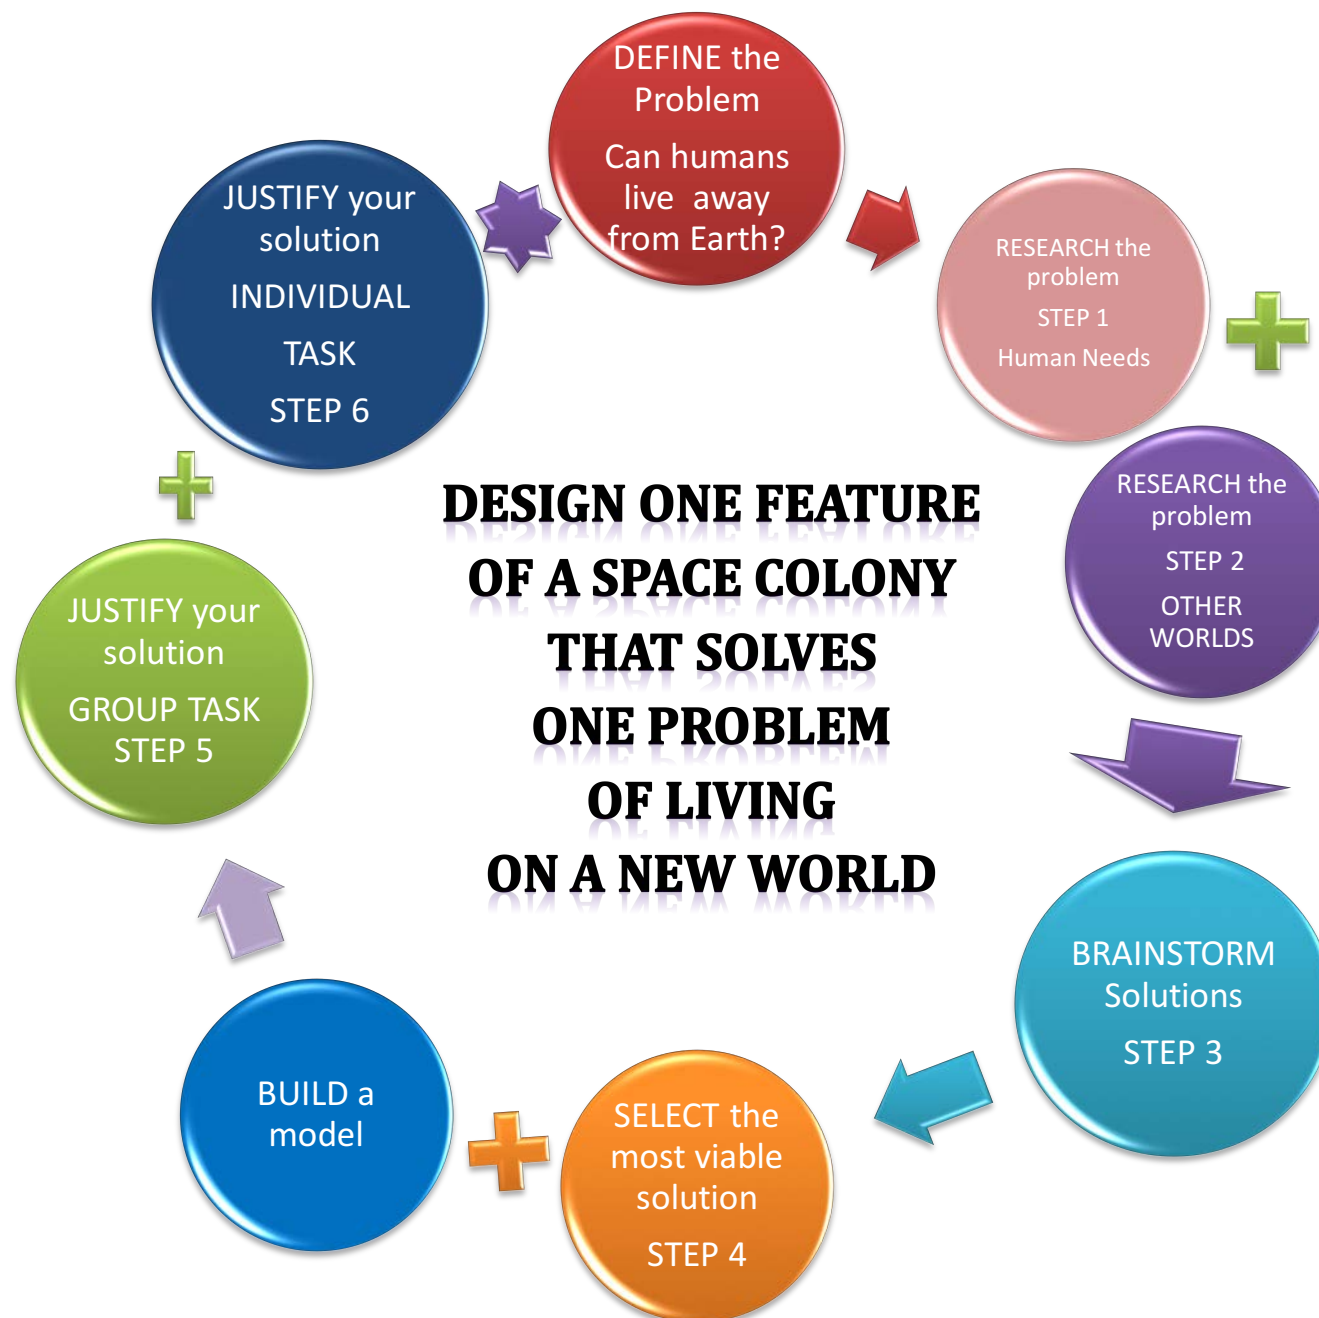 DEFINE the
Problem
Can humans
live away
from Earth?
RESEARCH the
problem
STEP 1
Human Needs
RESEARCH the
problem
STEP 2
OTHER
WORLDS
BRAINSTORM
Solutions
STEP 3
SELECT the
most viable
solution
STEP 4
BUILD a
model
JUSTIFY your
solution
GROUP TASK
STEP 5
JUSTIFY your
solution
INDIVIDUAL
TASK
STEP 6
DESIGN ONE FEATURE
OF A SPACE COLONY
THAT SOLVES
ONE PROBLEM
OF LIVING
ON A NEW WORLD